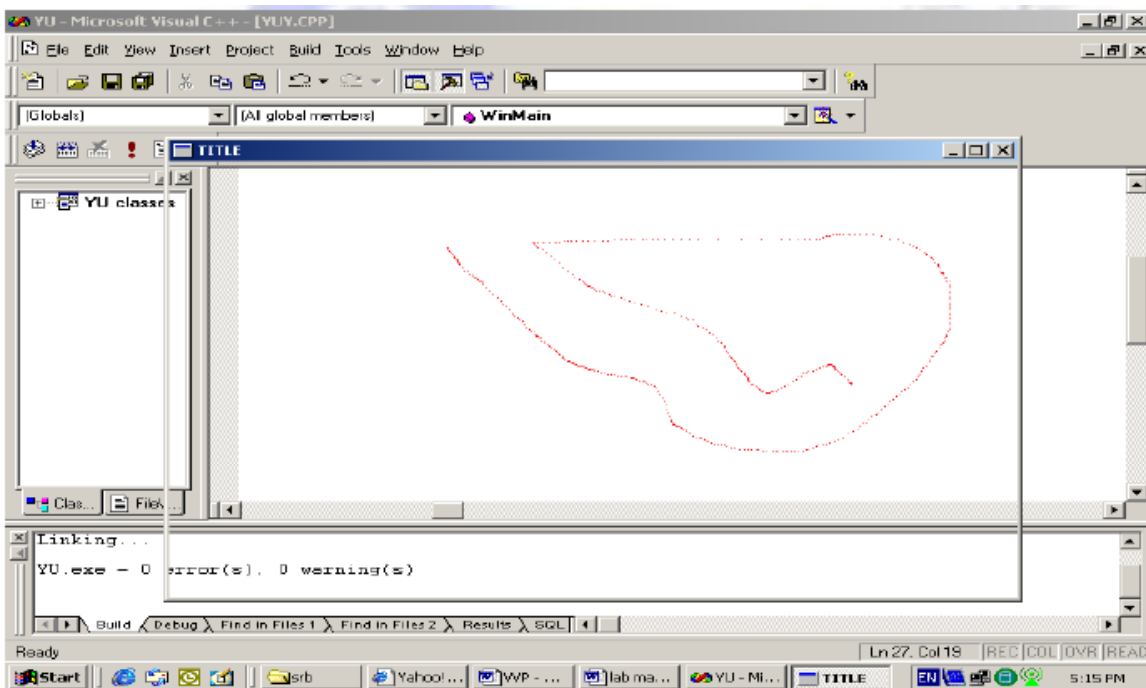 YU - Microsoft Visual C++ - [YUY.CPP]
File Edit View Insert Project Build Tools Window Help
(Globals) (All global members) WinMain
TITLE
YU classes
Clas... FileV...
Linking...
YU.exe - 0 error(s), 0 warning(s)
Build Debug Find in Files 1 Find in Files 2 Results SQL
Ready Ln 27, Col 19 REC COL OVR READ
Start srb Yahoo! ... WP - ... lab ma... YU - Mi... TITLE EN 5:15 PM